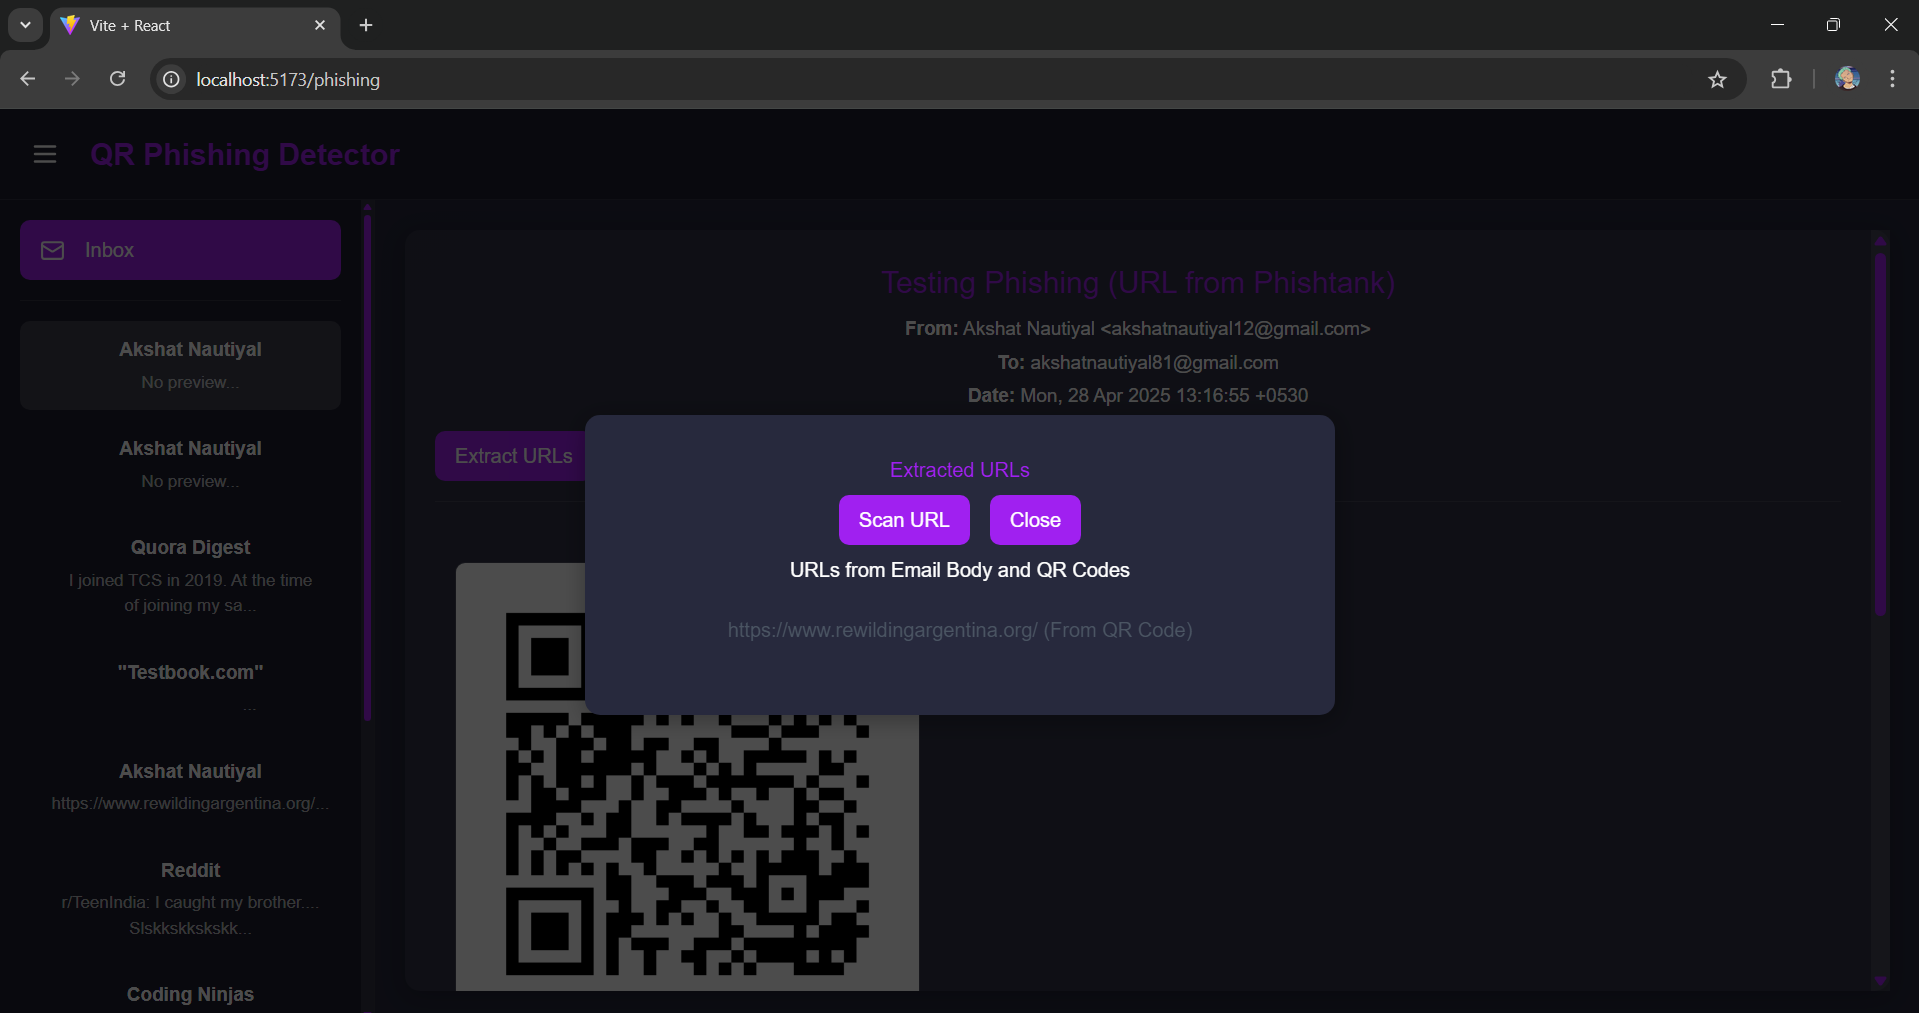 Vite + React
localhost:5173/phishing
QR Phishing Detector
Inbox
Akshat Nautiyal
No preview...
Akshat Nautiyal
No preview...
Quora Digest
I joined TCS in 2019. At the time
of joining my sa...
"Testbook.com"
...
Akshat Nautiyal
https://www.rewildingargentina.org/...
Reddit
r/TeenIndia: I caught my brother....
Slskkskkskskk...
Coding Ninjas
Testing Phishing (URL from Phishtank)
From: Akshat Nautiyal <akshatnautiyal12@gmail.com>
To: akshatnautiyal81@gmail.com
Date: Mon, 28 Apr 2025 13:16:55 +0530
Extract URLs
Extracted URLs
Scan URL
Close
URLs from Email Body and QR Codes
https://www.rewildingargentina.org/ (From QR Code)